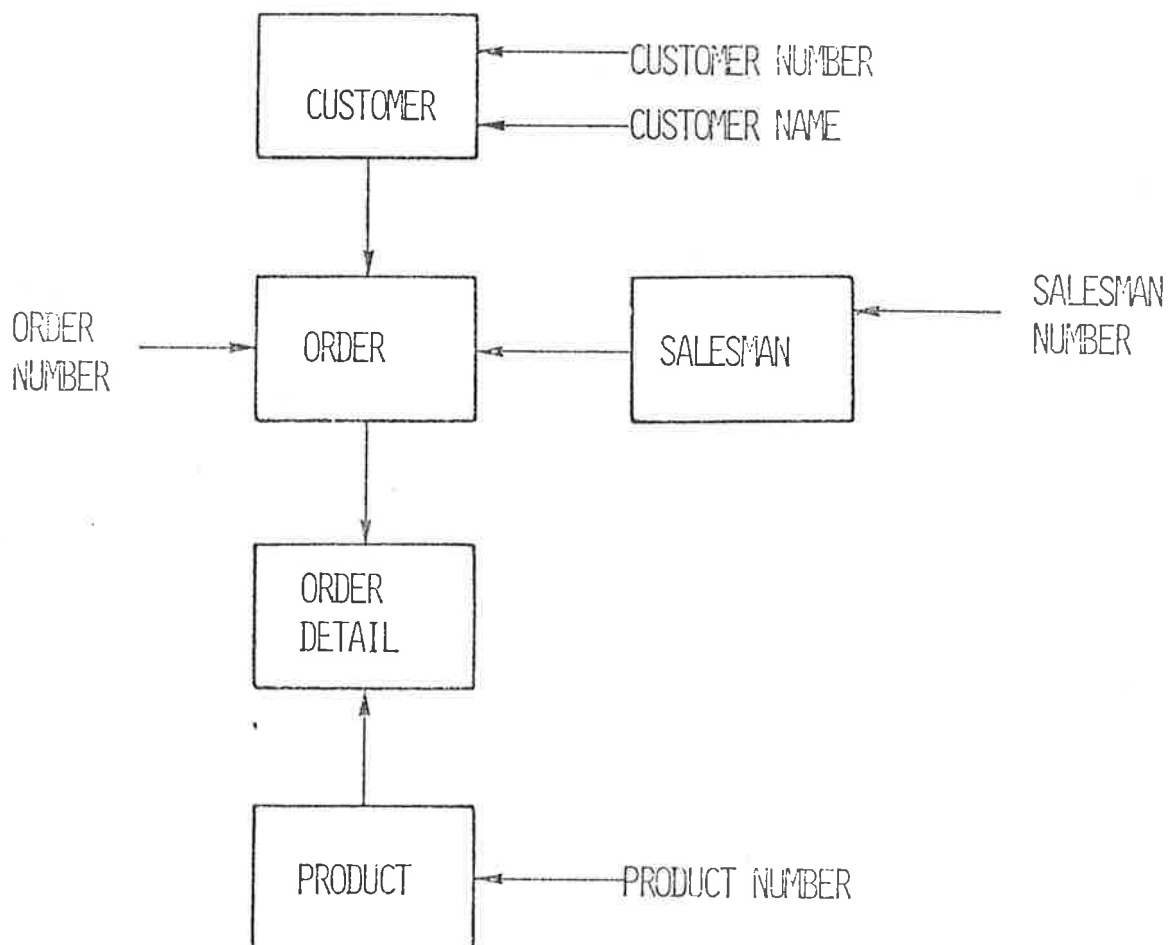 CUSTOMER NUMBER
CUSTOMER
CUSTOMER NAME
ORDER
NUMBER
ORDER
SALESMAN
SALESMAN
NUMBER
ORDER
DETAIL
PRODUCT
PRODUCT NUMBER